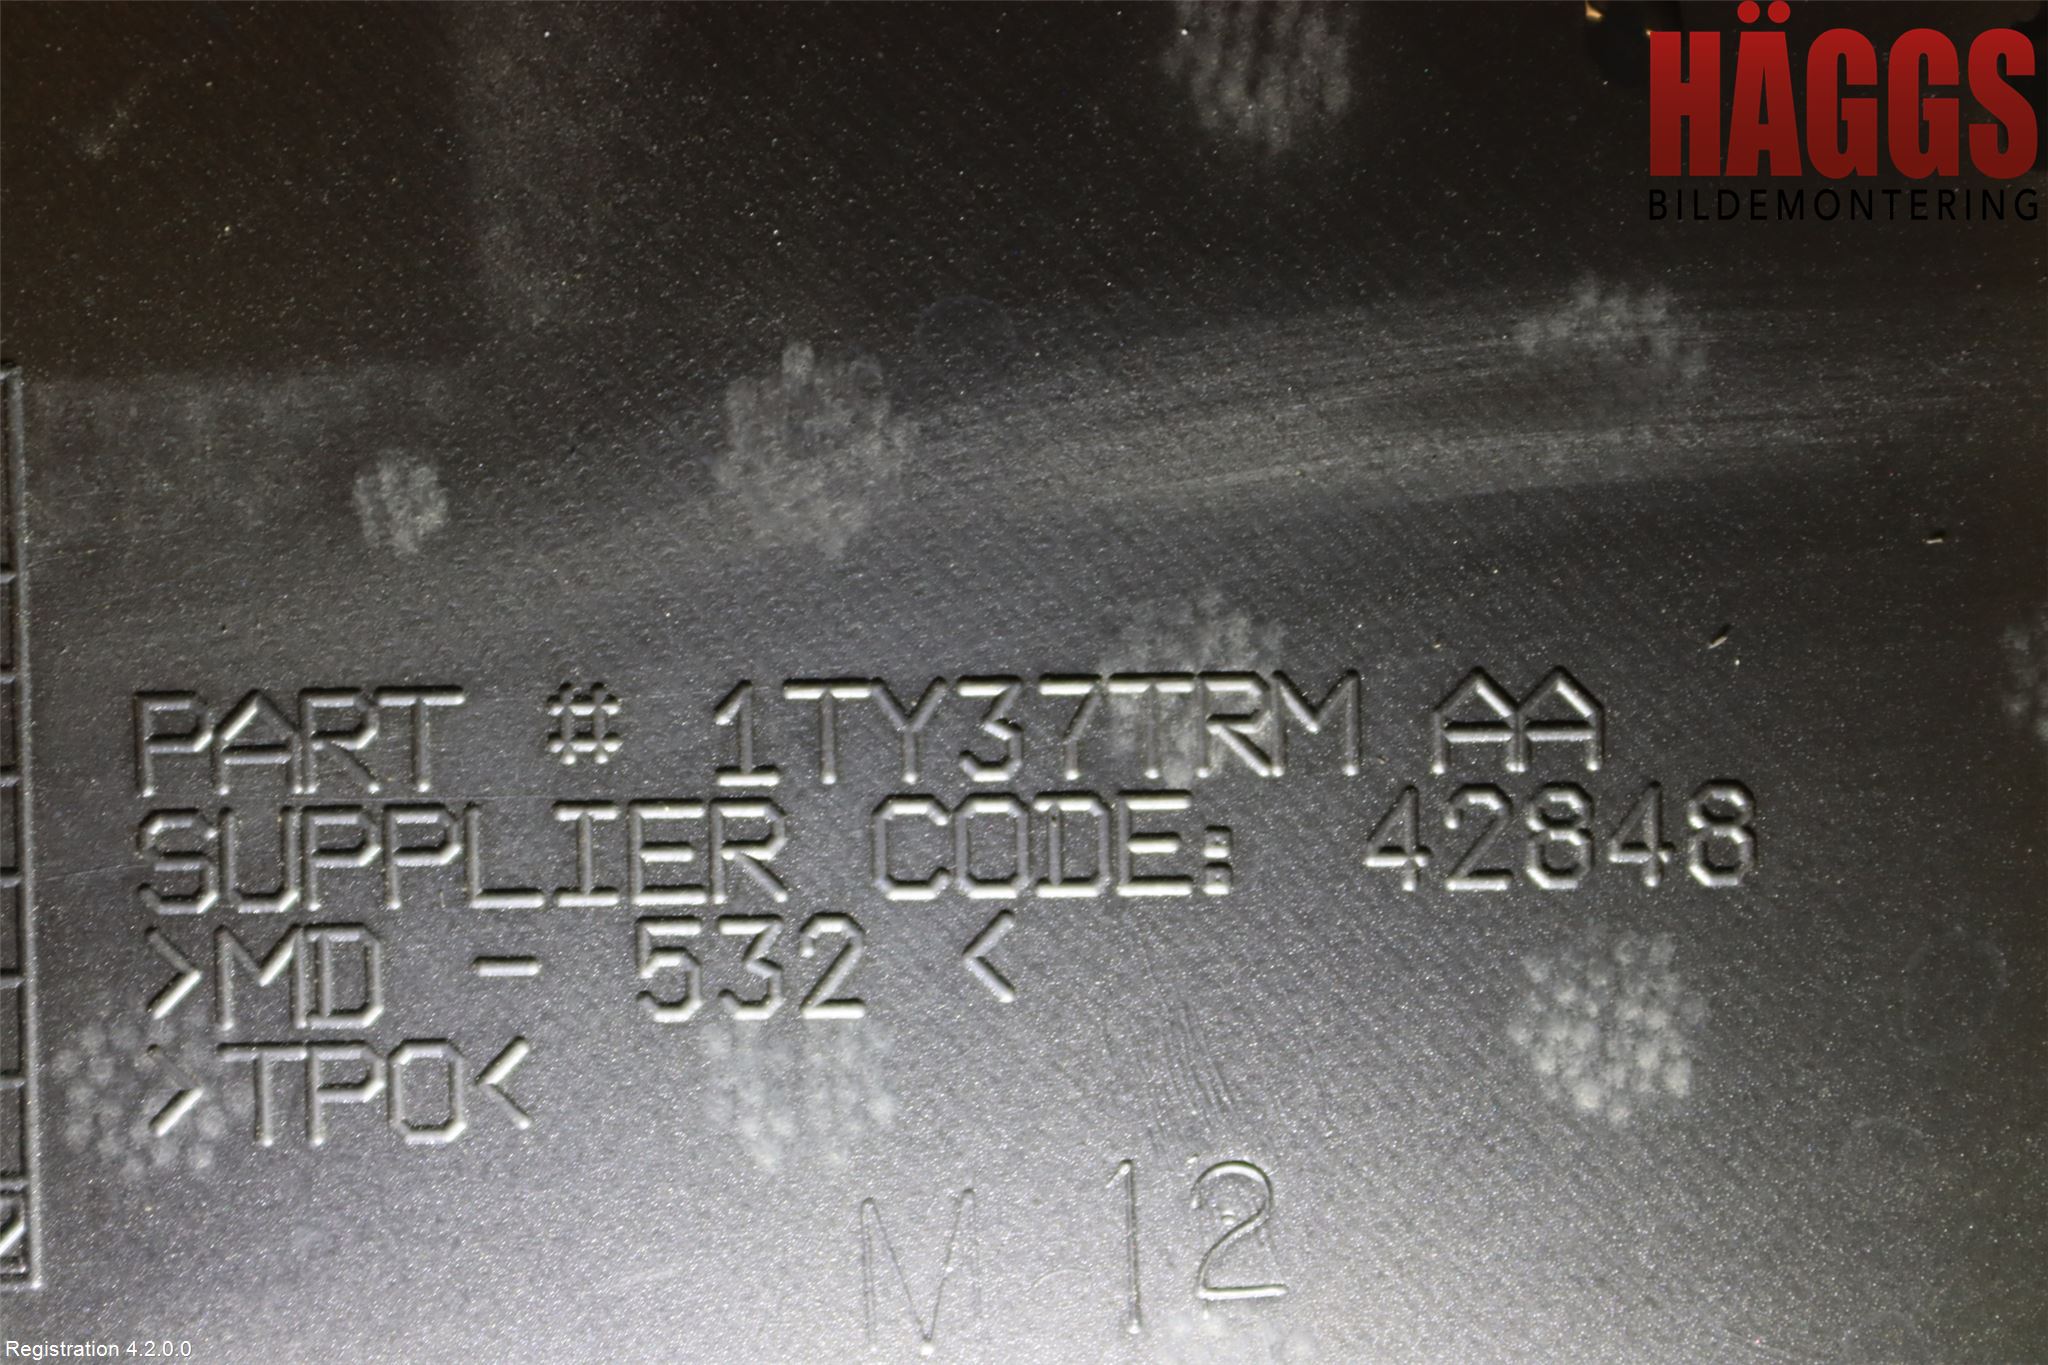 HÄGGS
BILDEMONTERING
PART # 1TY37TRM AA
SUPPLIER CODE: 42848
>MD - 532 <
>TPO<
M 12
Registration 4.2.0.0